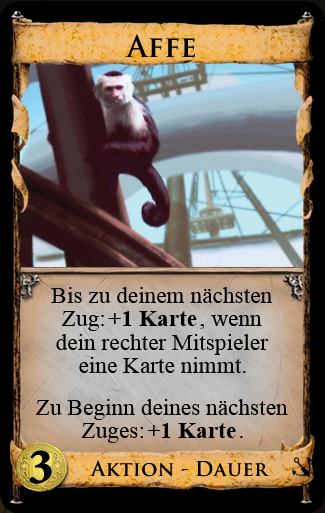 Affe
Bis zu deinem nächsten
Zug: +1 Karte, wenn
dein rechter Mitspieler
eine Karte nimmt.
Zu Beginn deines nächsten
Zuges: +1 Karte.
3 Aktion - Dauer